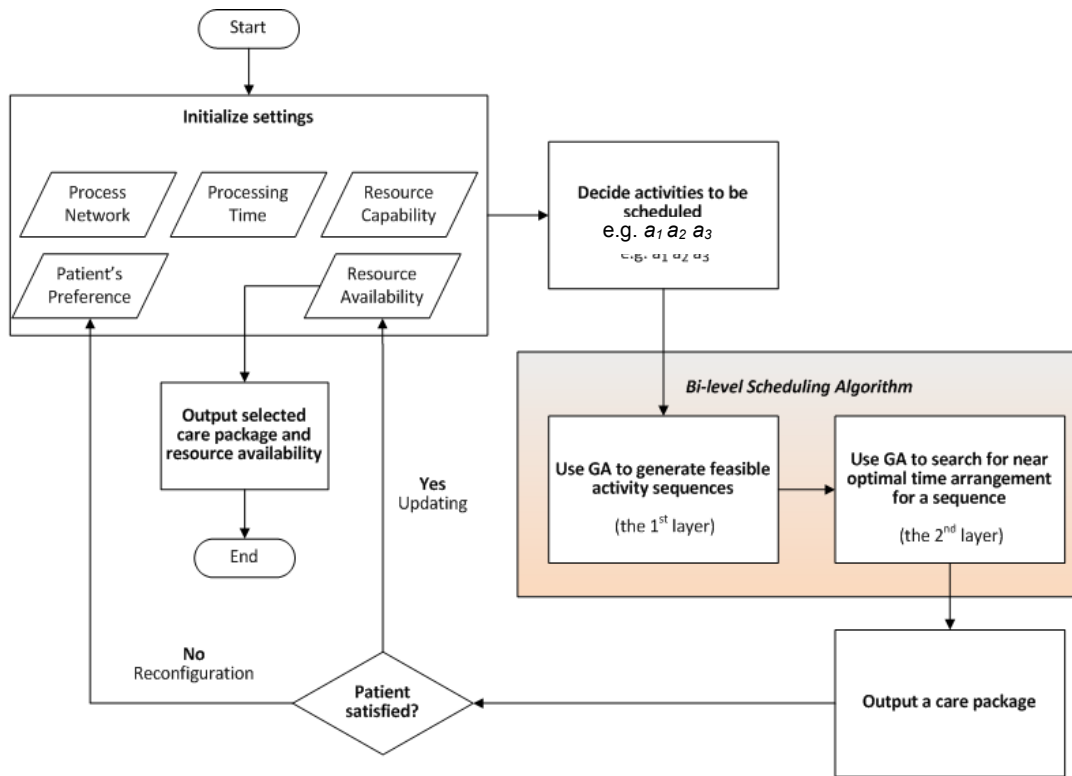 Start
Initialize settings
Process
Network
Processing
Time
Resource
Capability
Patient's
Preference
Resource
Availability
Decide activities to be
scheduled
e.g. a₁ a₂ a₃
e.g. a₁ a₂ a₃
Bi-level Scheduling Algorithm
Use GA to generate feasible
activity sequences
(the 1st layer)
Use GA to search for near
optimal time arrangement
for a sequence
(the 2nd layer)
Output selected
care package and
resource availability
End
Yes
Updating
No
Reconfiguration
Patient
satisfied?
Output a care package